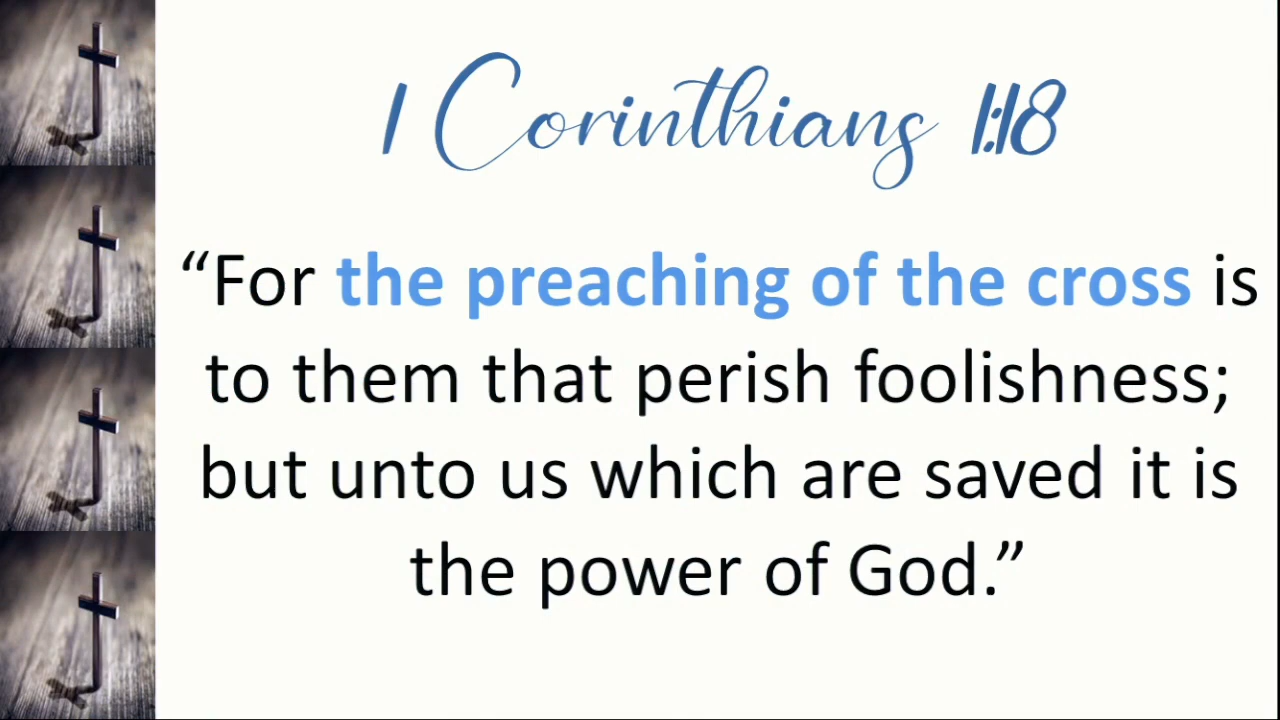 1 Corinthians 1:18
“For the preaching of the cross is
to them that perish foolishness;
but unto us which are saved it is
the power of God.”